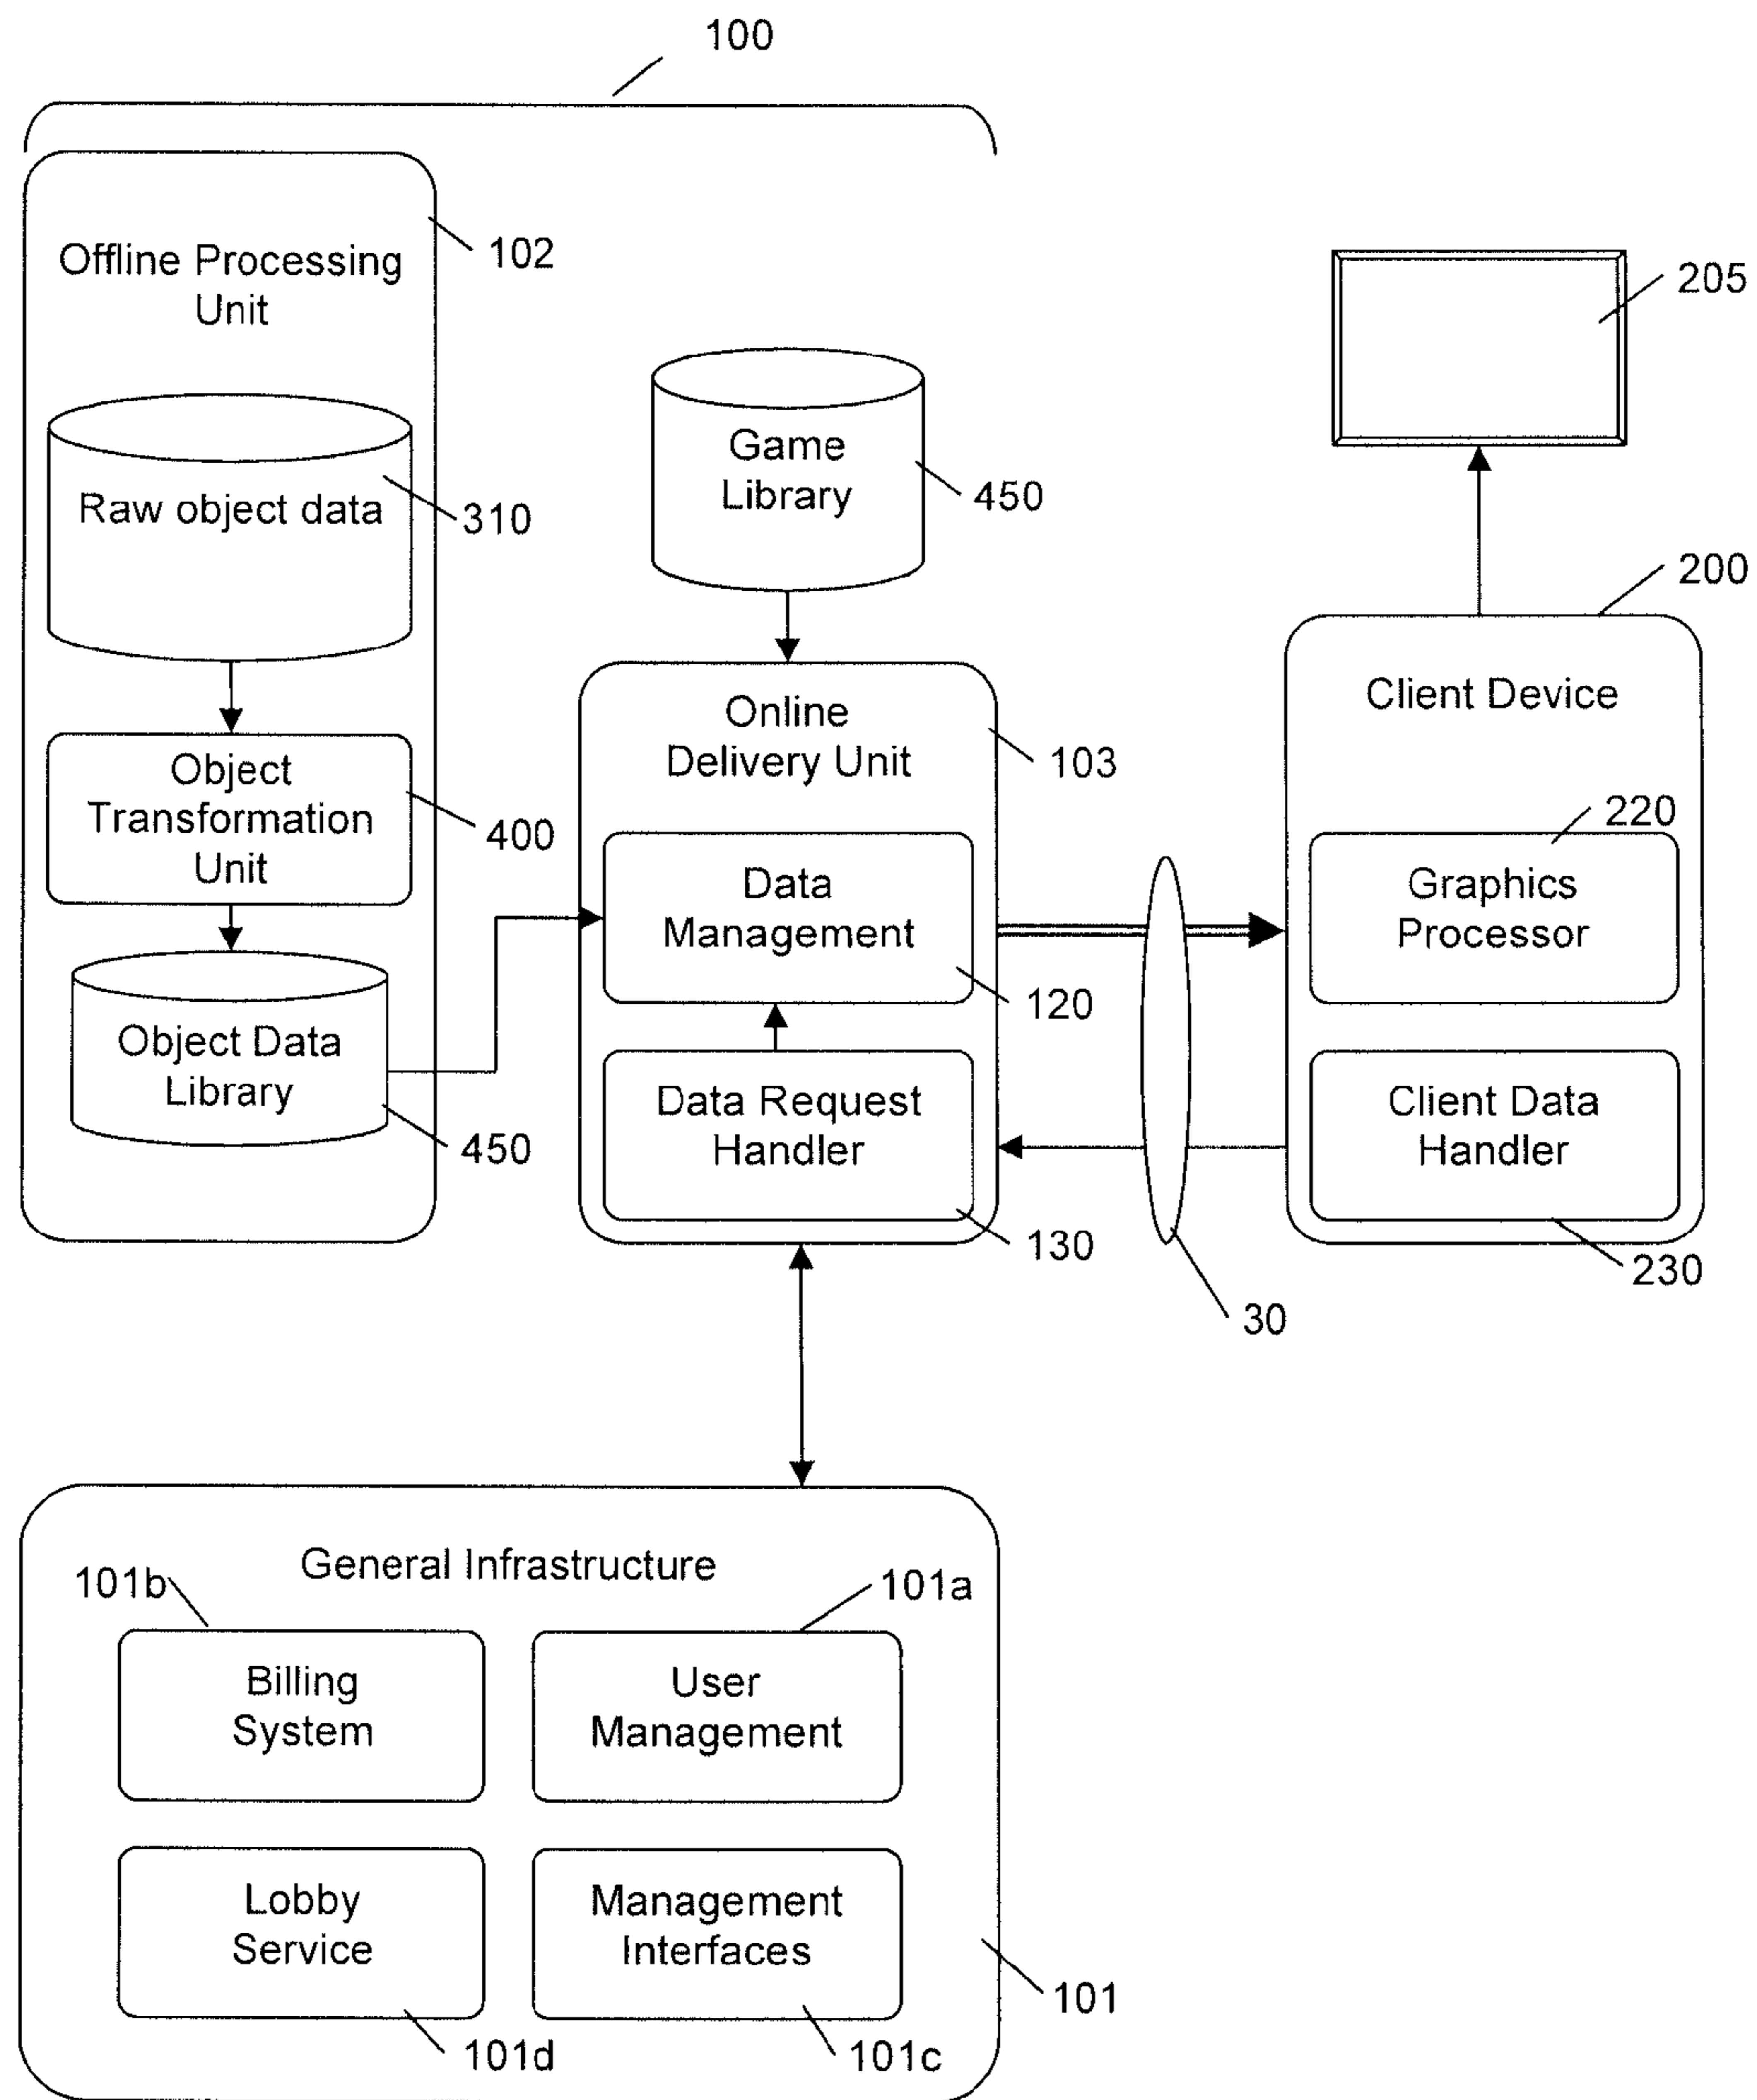 100
Offline Processing
Unit
102
205
Raw object data
310
Game
Library
450
200
Object
Transformation
Unit
400
Online
Delivery Unit
103
Client Device
220
Data
Management
120
Graphics
Processor
Object Data
Library
450
Data Request
Handler
130
Client Data
Handler
230
30
General Infrastructure
101b
101a
Billing
System
User
Management
Lobby
Service
Management
Interfaces
101
101d
101c